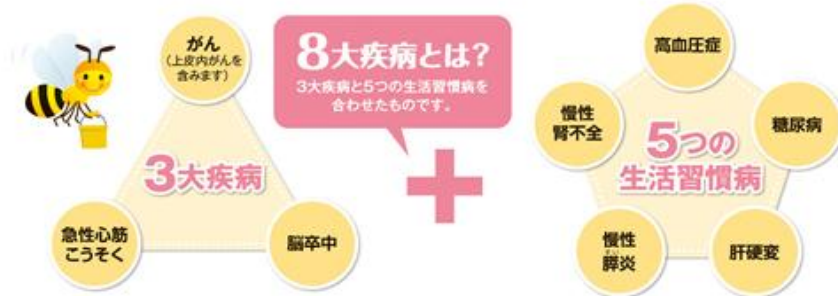 がん
(上皮内がんを
含みます)
3大疾病
急性心筋
こうそく
脳卒中
8大疾病とは?
3大疾病と5つの生活習慣病を
合わせたものです。
+
高血圧症
慢性
腎不全
糖尿病
5つの
生活習慣病
慢性
膵炎
すい
肝硬変